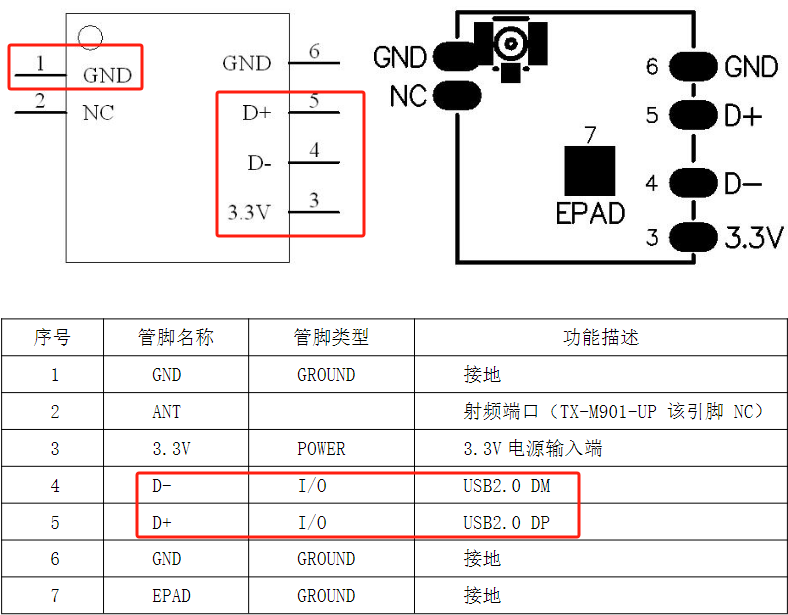 1 GND
2 NC
GND 6
D+ 5
D- 4
3.3V 3
GND
NC
6 GND
5 D+
4 D-
3 3.3V
7
EPAD
序号 管脚名称 管脚类型 功能描述
1 GND GROUND 接地
2 ANT 射频端口（TX-M901-UP 该引脚 NC）
3 3.3V POWER 3.3V 电源输入端
4 D- I/O USB2.0 DM
5 D+ I/O USB2.0 DP
6 GND GROUND 接地
7 EPAD GROUND 接地